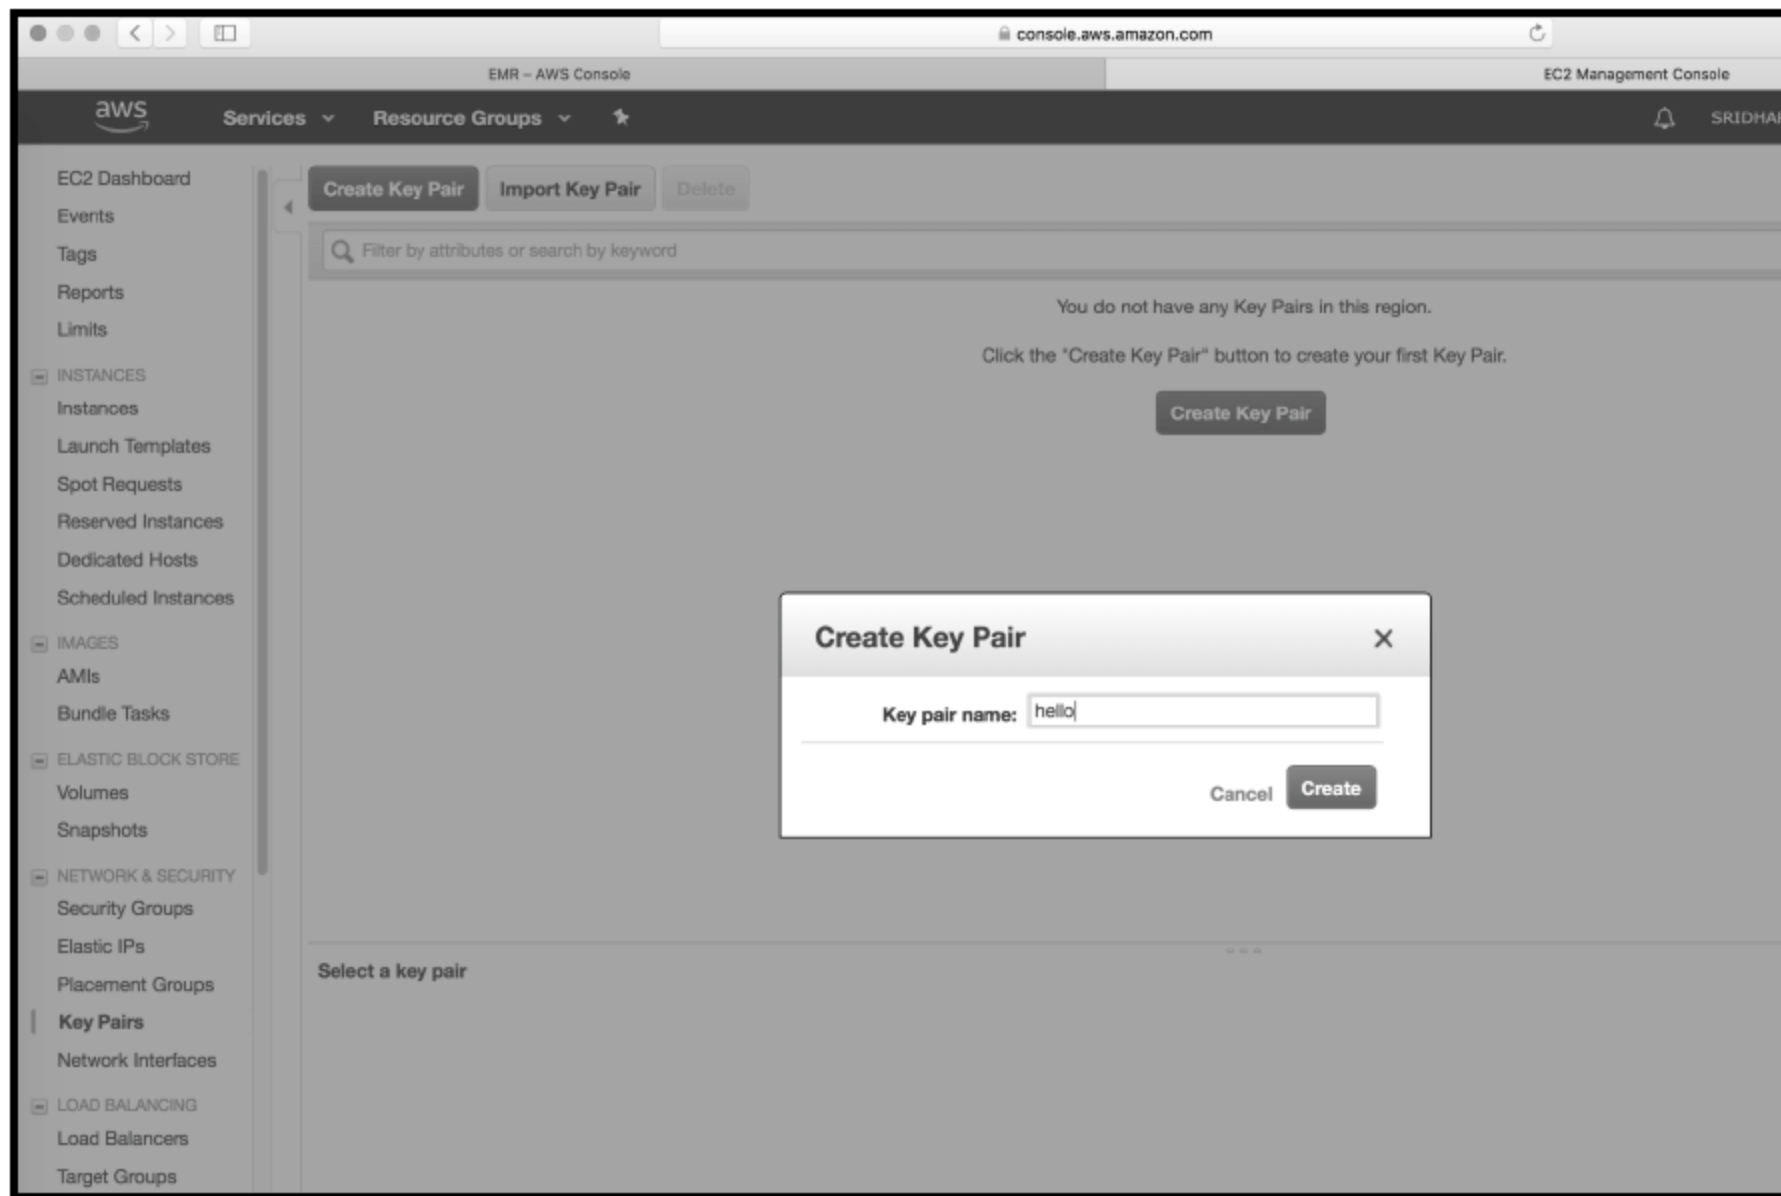 console.aws.amazon.com
EMR – AWS Console
EC2 Management Console
aws
Services
Resource Groups
SRIDHAR
EC2 Dashboard
Events
Tags
Reports
Limits
INSTANCES
Instances
Launch Templates
Spot Requests
Reserved Instances
Dedicated Hosts
Scheduled Instances
IMAGES
AMIs
Bundle Tasks
ELASTIC BLOCK STORE
Volumes
Snapshots
NETWORK & SECURITY
Security Groups
Elastic IPs
Placement Groups
Key Pairs
Network Interfaces
LOAD BALANCING
Load Balancers
Target Groups
Create Key Pair
Import Key Pair
Delete
Filter by attributes or search by keyword
You do not have any Key Pairs in this region.
Click the "Create Key Pair" button to create your first Key Pair.
Create Key Pair
Create Key Pair
Key pair name: hello
Cancel
Create
Select a key pair